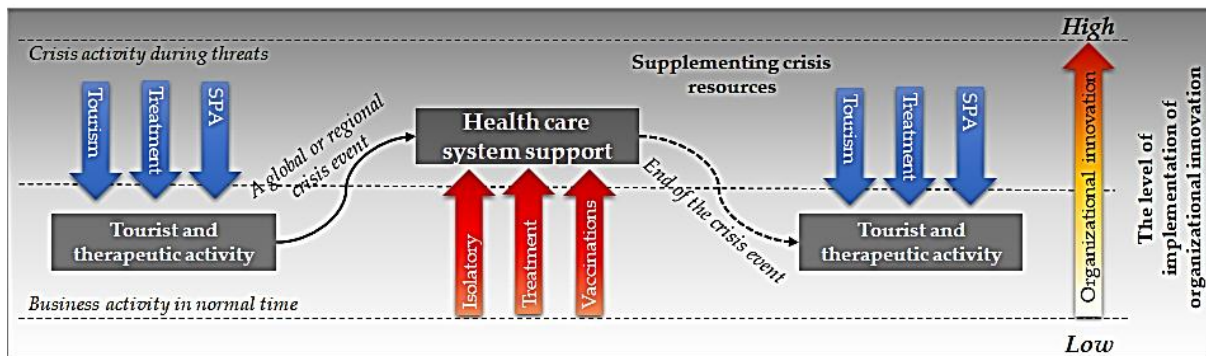 Crisis activity during threats
Tourism
Treatment
SPA
A global or regional
crisis event
Tourist and
therapeutic activity
Business activity in normal time
Health care
system support
Isolatory
Treatment
Vaccinations
Supplementing crisis
resources
End of the crisis event
Tourism
Treatment
SPA
Tourist and
therapeutic activity
High
Organizational innovation
Low
The level of
implementation of
organizational innovation